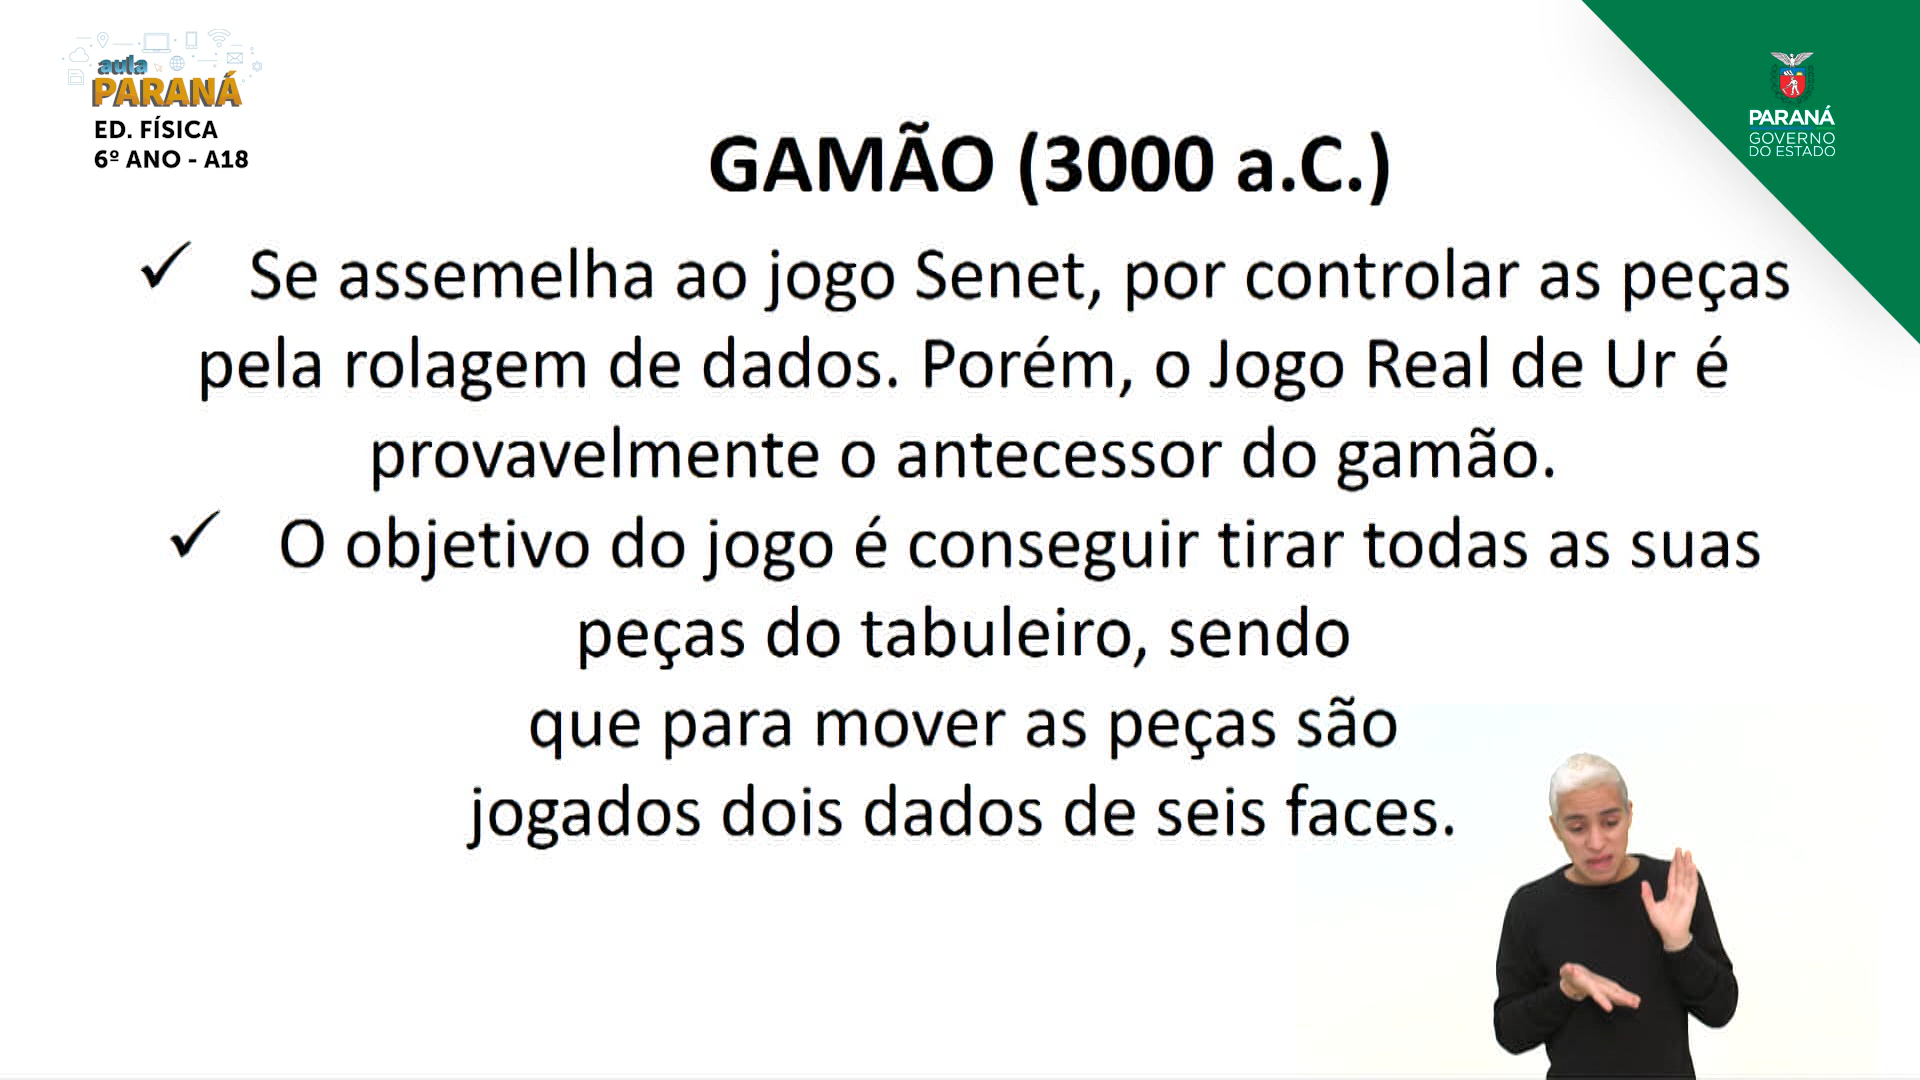 aula
PARANÁ
ED. FÍSICA
6º ANO - A18
PARANÁ
GOVERNO
DO ESTADO
GAMÃO (3000 a.C.)
✓ Se assemelha ao jogo Senet, por controlar as peças
pela rolagem de dados. Porém, o Jogo Real de Ur é
provavelmente o antecessor do gamão.
✓ O objetivo do jogo é conseguir tirar todas as suas
peças do tabuleiro, sendo
que para mover as peças são
jogados dois dados de seis faces.